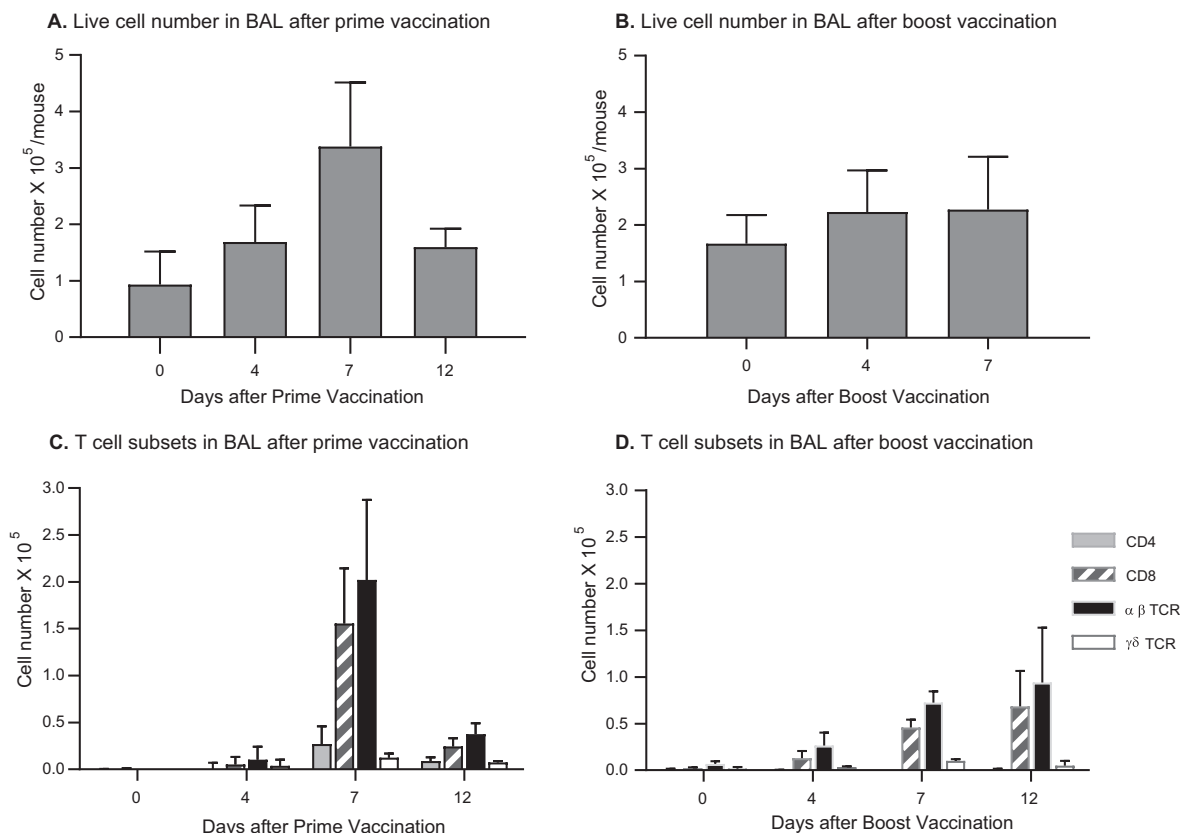 A. Live cell number in BAL after prime vaccination
Cell number X 10⁵/mouse
5
4
3
2
1
0
0 4 7 12
Days after Prime Vaccination
B. Live cell number in BAL after boost vaccination
Cell number X 10⁵/mouse
5
4
3
2
1
0
0 4 7
Days after Boost Vaccination
C. T cell subsets in BAL after prime vaccination
Cell number X 10⁵
3.0
2.5
2.0
1.5
1.0
0.5
0.0
0 4 7 12
Days after Prime Vaccination
D. T cell subsets in BAL after boost vaccination
Cell number X 10⁵
3.0
2.5
2.0
1.5
1.0
0.5
0.0
0 4 7 12
Days after Boost Vaccination
CD4
CD8
α β TCR
γδ TCR